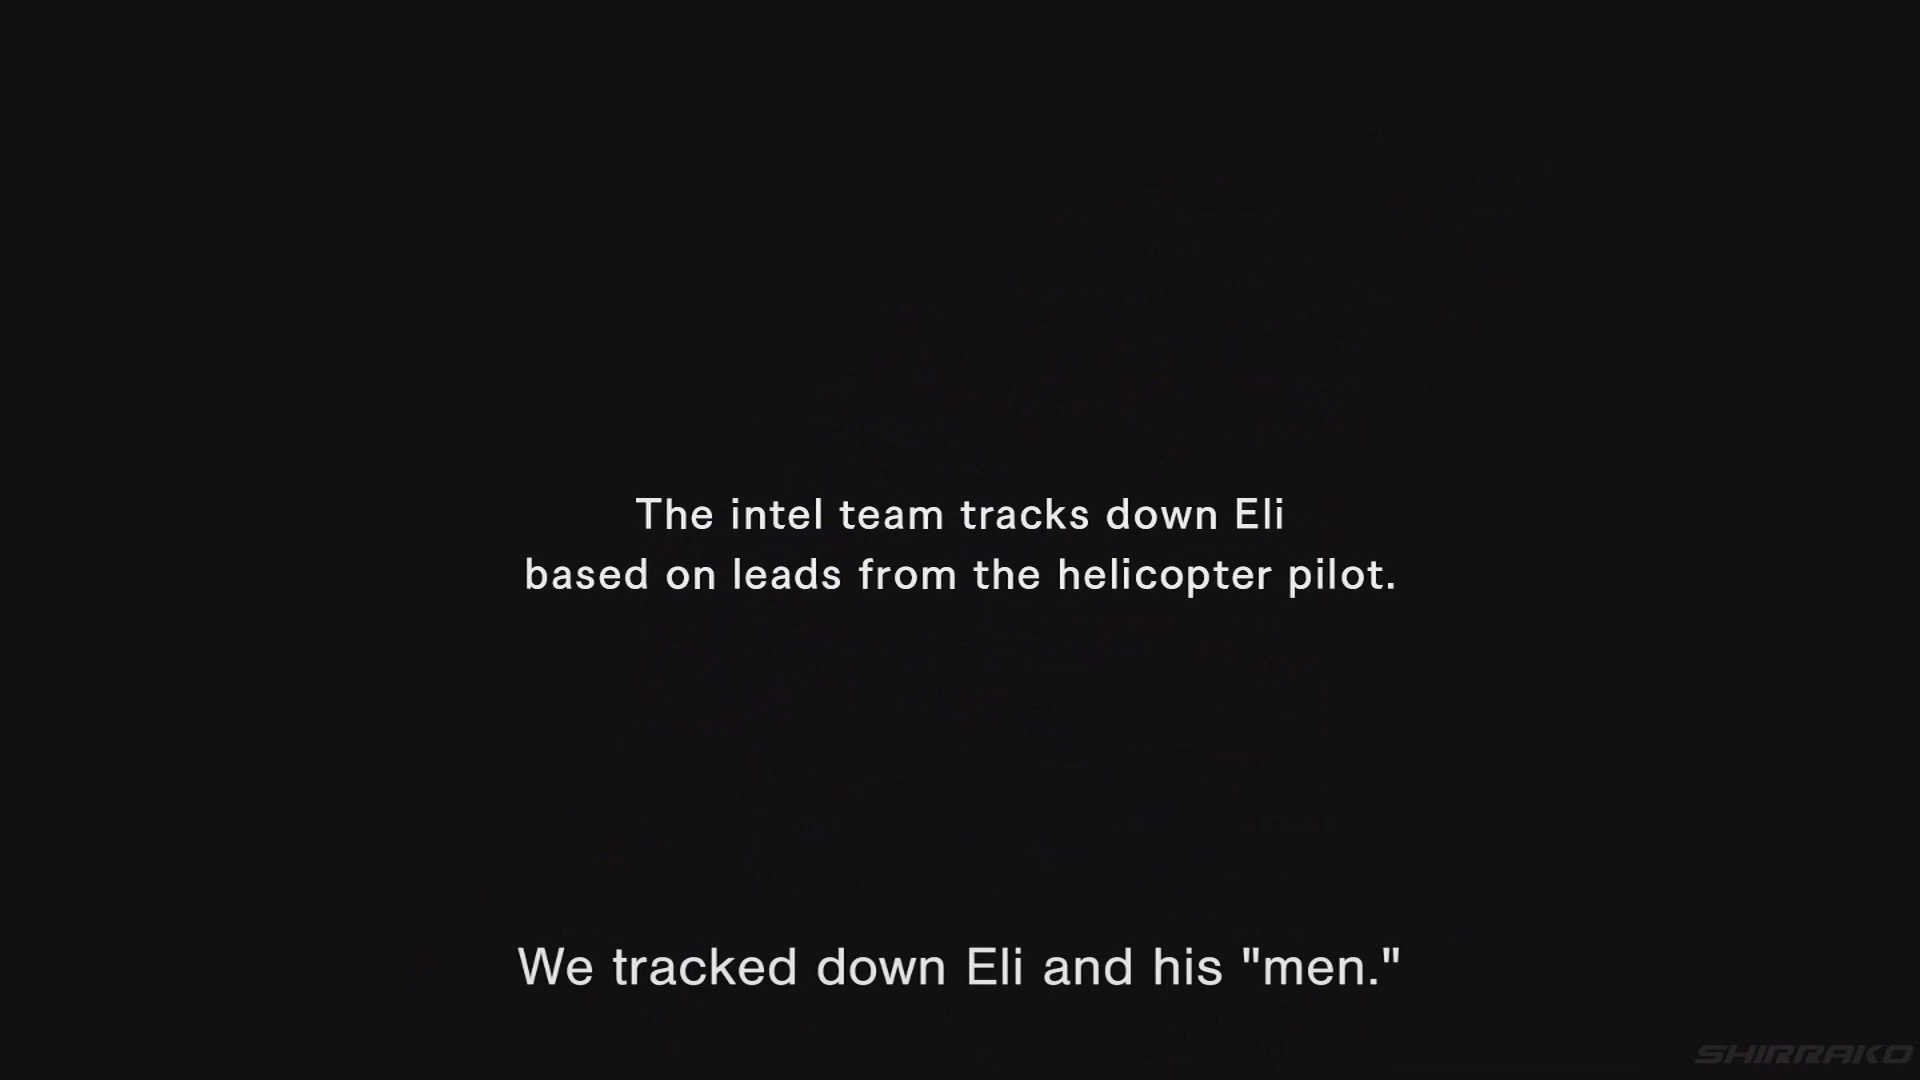 The intel team tracks down Eli
based on leads from the helicopter pilot.
We tracked down Eli and his "men."
SHIRRAKO